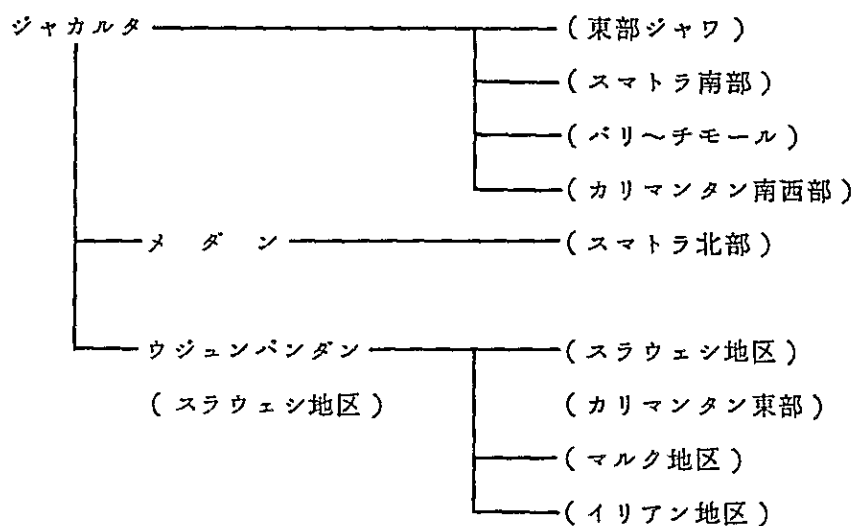 ジャカルタ (東部ジャワ)
(スマトラ南部)
(バリ～チモール)
(カリマンタン南西部)
メダン (スマトラ北部)
ウジュンパンダン (スラウェシ地区)
(スラウェシ地区) (カリマンタン東部)
(マルク地区)
(イリアン地区)